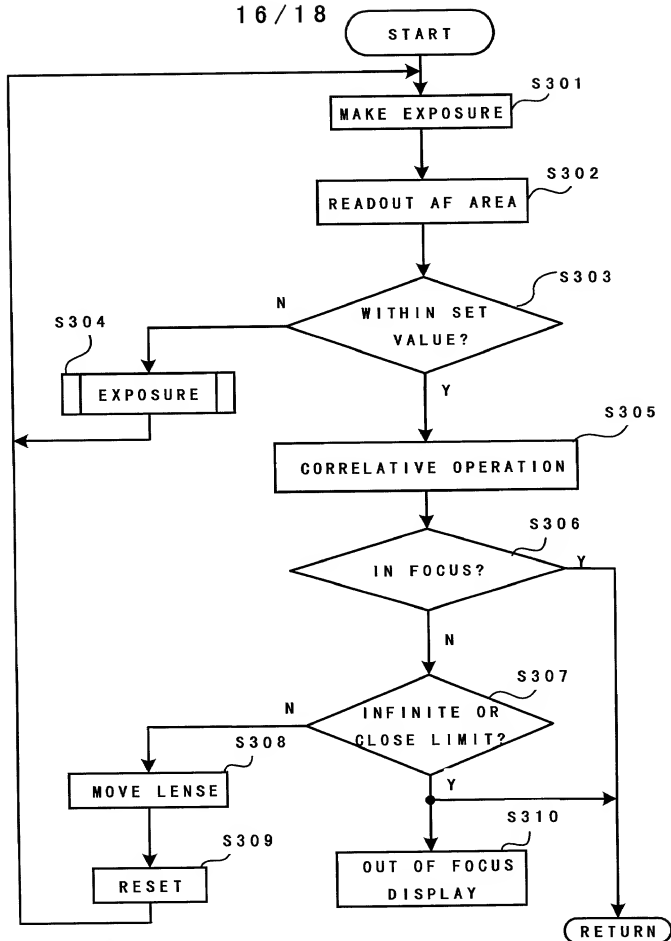 16/18
START
S301
MAKE EXPOSURE
S302
READOUT AF AREA
S303
N
WITHIN SET
VALUE?
S304
EXPOSURE
Y
S305
CORRELATIVE OPERATION
S306
IN FOCUS?
Y
N
S307
N
INFINITE OR
CLOSE LIMIT?
S308
MOVE LENSE
Y
S309
S310
RESET
OUT OF FOCUS
DISPLAY
RETURN